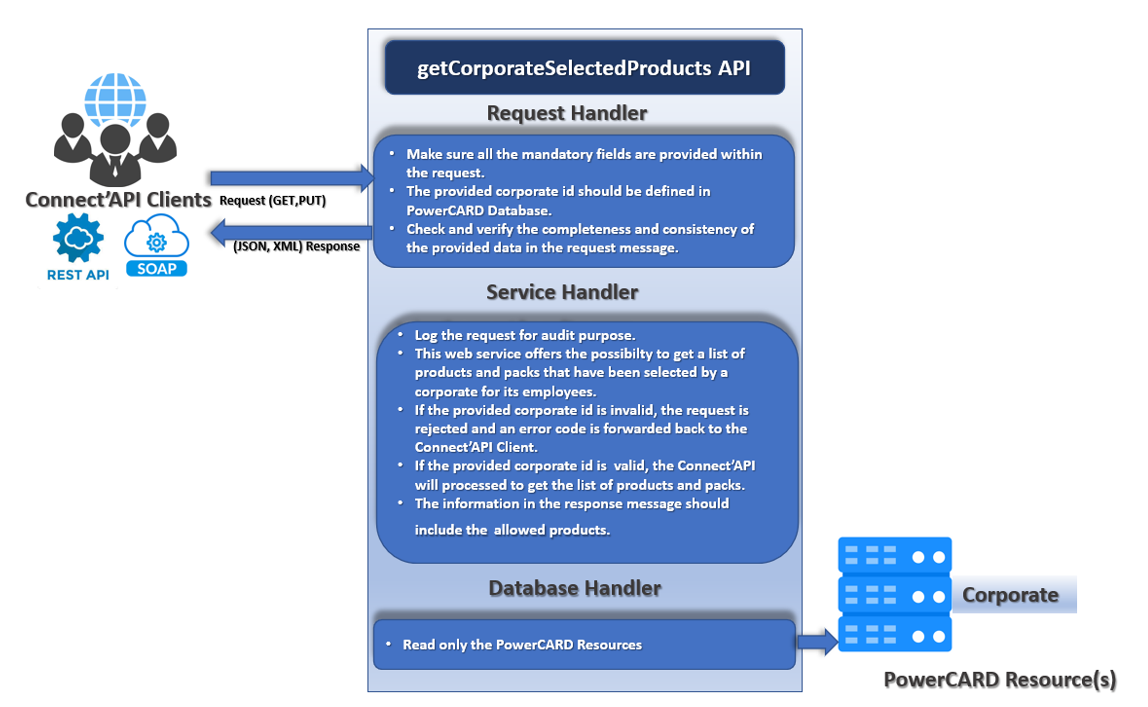 getCorporateSelectedProducts API
Request Handler
• Make sure all the mandatory fields are provided within
the request.
• The provided corporate id should be defined in
PowerCARD Database.
• Check and verify the completeness and consistency of
the provided data in the request message.
Connect'API Clients
Request (GET,PUT)
(JSON, XML) Response
REST API
SOAP
Service Handler
• Log the request for audit purpose.
• This web service offers the possibilty to get a list of
products and packs that have been selected by a
corporate for its employees.
• If the provided corporate id is invalid, the request is
rejected and an error code is forwarded back to the
Connect'API Client.
• If the provided corporate id is valid, the Connect'API
will processed to get the list of products and packs.
• The information in the response message should
include the allowed products.
Database Handler
• Read only the PowerCARD Resources
Corporate
PowerCARD Resource(s)